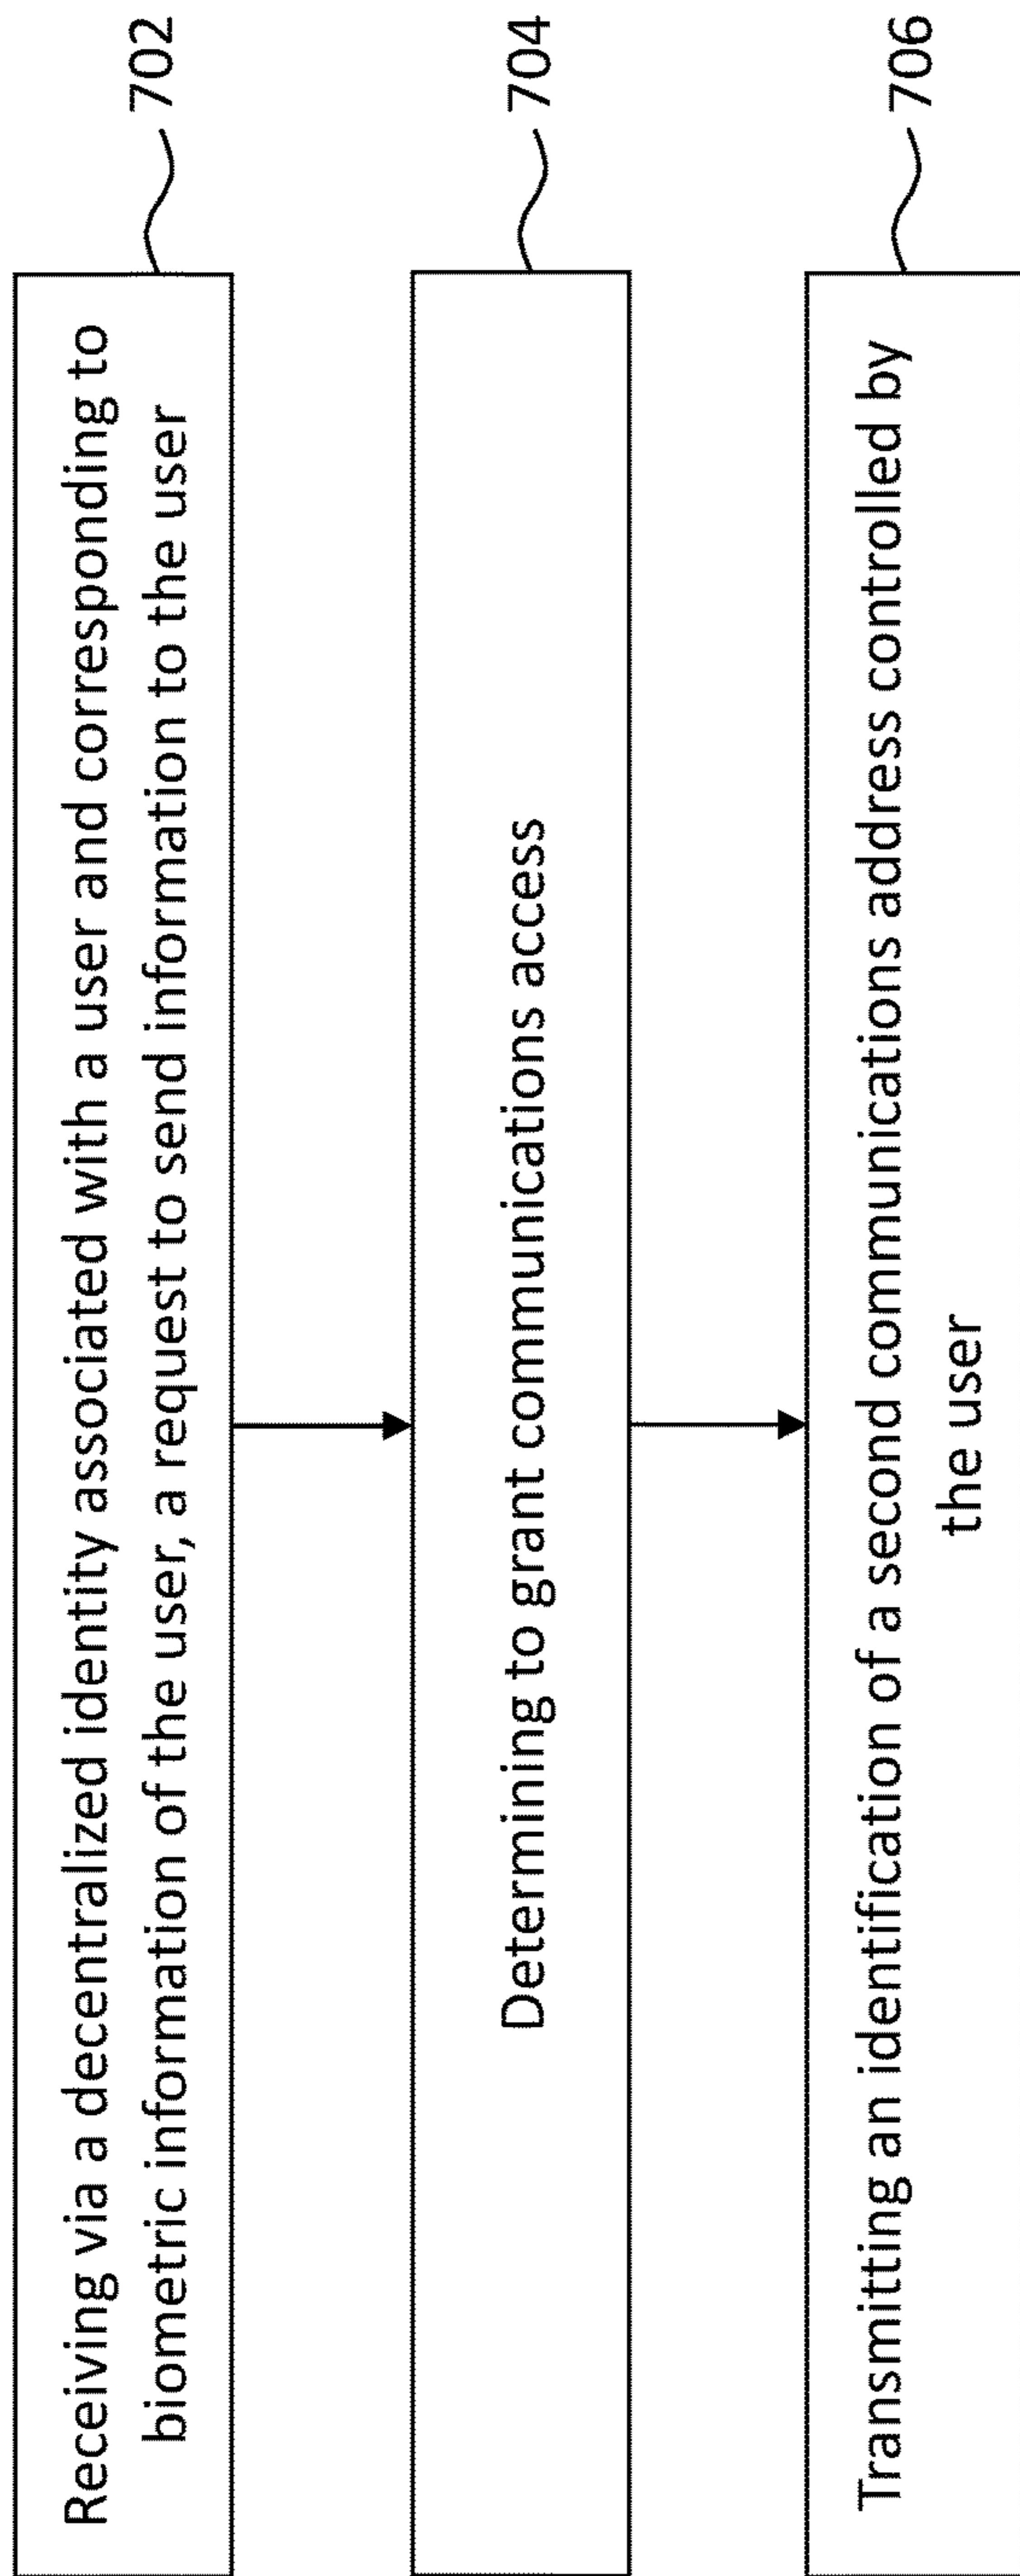 Receiving via a decentralized identity associated with a user and corresponding to
biometric information of the user, a request to send information to the user
702
Determining to grant communications access
704
Transmitting an identification of a second communications address controlled by
the user
706